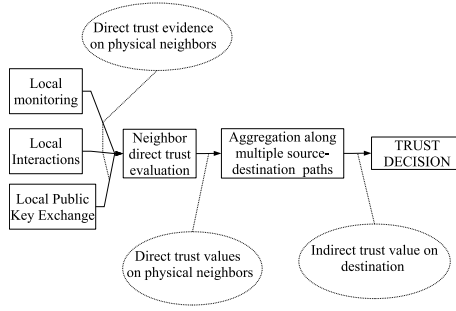 Direct trust evidence
on physical neighbors
Local
monitoring
Local
Interactions
Local Public
Key Exchange
Neighbor
direct trust
evaluation
Aggregation along
multiple source-
destination paths
TRUST
DECISION
Direct trust values
on physical neighbors
Indirect trust value on
destination